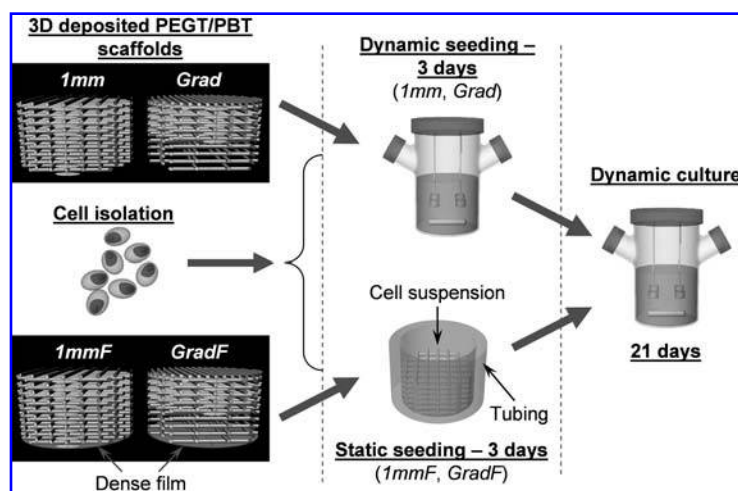 3D deposited PEGT/PBT
scaffolds
1mm
Grad
Cell isolation
1mmF
GradF
Dense film
Dynamic seeding –
3 days
(1mm, Grad)
Cell suspension
Tubing
Static seeding – 3 days
(1mmF, GradF)
Dynamic culture
21 days